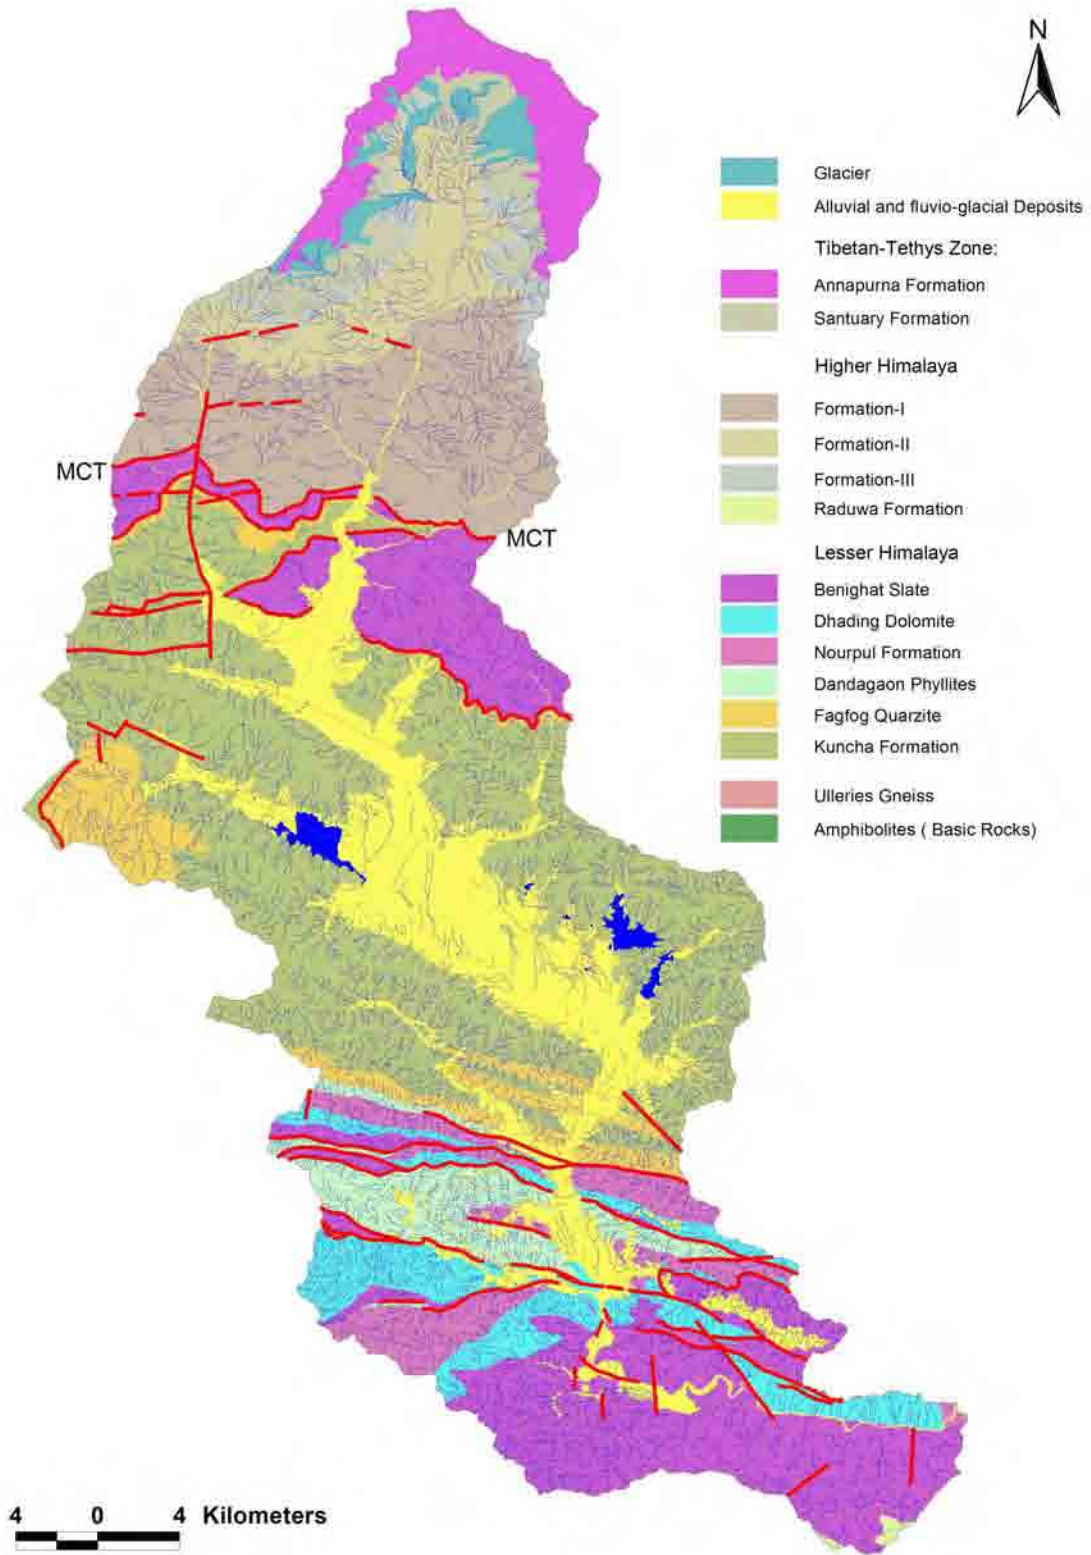 N
Glacier
Alluvial and fluvio-glacial Deposits
Tibetan-Tethys Zone:
Annapurna Formation
Santuary Formation
Higher Himalaya
Formation-I
Formation-II
MCT
Formation-III
Raduwa Formation
MCT
Lesser Himalaya
Benighat Slate
Dhading Dolomite
Nourpul Formation
Dandagaon Phyllites
Fagfog Quarzite
Kuncha Formation
Ulleries Gneiss
Amphibolites ( Basic Rocks)
4 0 4 Kilometers